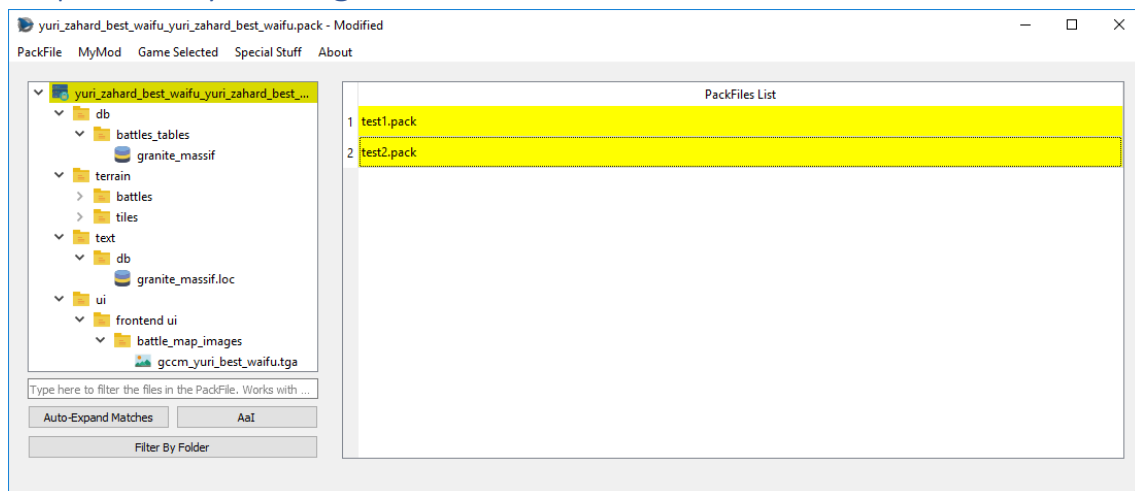 yuri_zahard_best_waifu_yuri_zahard_best_waifu.pack - Modified
PackFile MyMod Game Selected Special Stuff About
yuri_zahard_best_waifu_yuri_zahard_best_...
db
battles_tables
granite_massif
terrain
battles
tiles
text
db
granite_massif.loc
ui
frontend ui
battle_map_images
gccm_yuri_best_waifu.tga
Type here to filter the files in the PackFile. Works with ...
Auto-Expand Matches AaI
Filter By Folder
PackFiles List
1 test1.pack
2 test2.pack